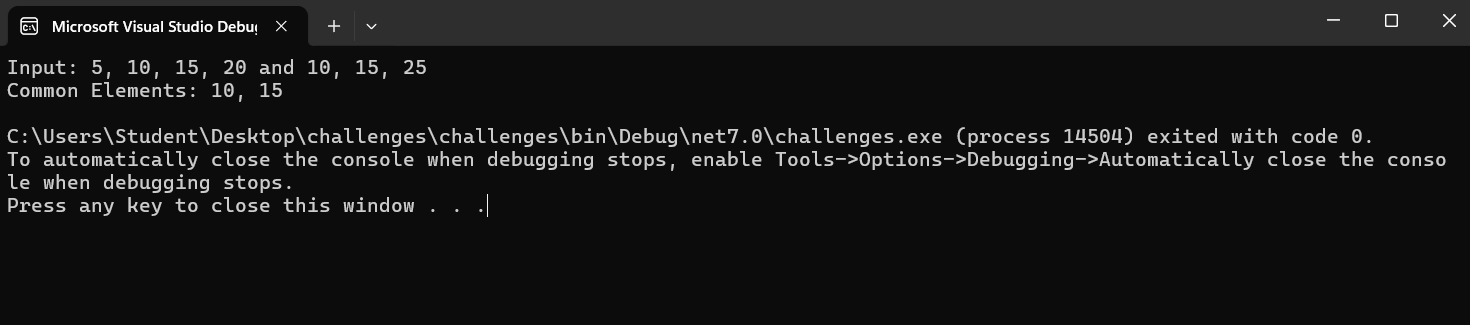 Microsoft Visual Studio Debu
Input: 5, 10, 15, 20 and 10, 15, 25
Common Elements: 10, 15
C:\Users\Student\Desktop\challenges\challenges\bin\Debug\net7.0\challenges.exe (process 14504) exited with code 0.
To automatically close the console when debugging stops, enable Tools->Options->Debugging->Automatically close the conso
le when debugging stops.
Press any key to close this window . . .